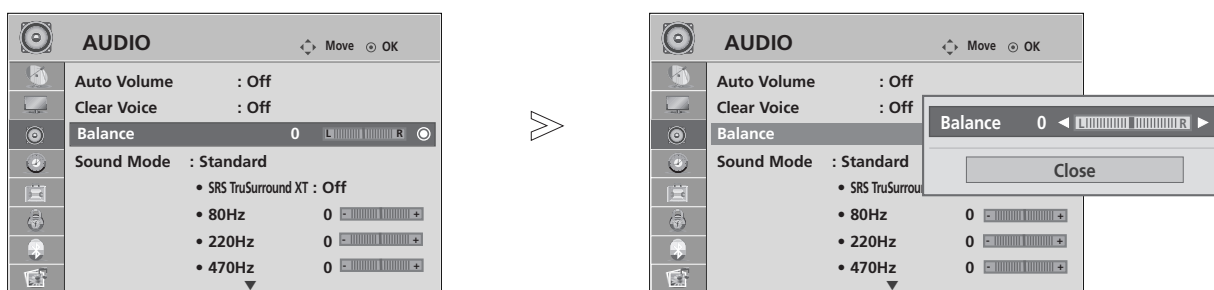 AUDIO Move OK
Auto Volume : Off
Clear Voice : Off
Balance 0 L R
Sound Mode : Standard
• SRS TruSurround XT : Off
• 80Hz 0 - +
• 220Hz 0 - +
• 470Hz 0 - +
AUDIO Move OK
Auto Volume : Off
Clear Voice : Off
Balance
Sound Mode : Standard
• SRS TruSurrou
• 80Hz 0 - +
• 220Hz 0 - +
• 470Hz 0 - +
Balance 0 ◄ L R ►
Close